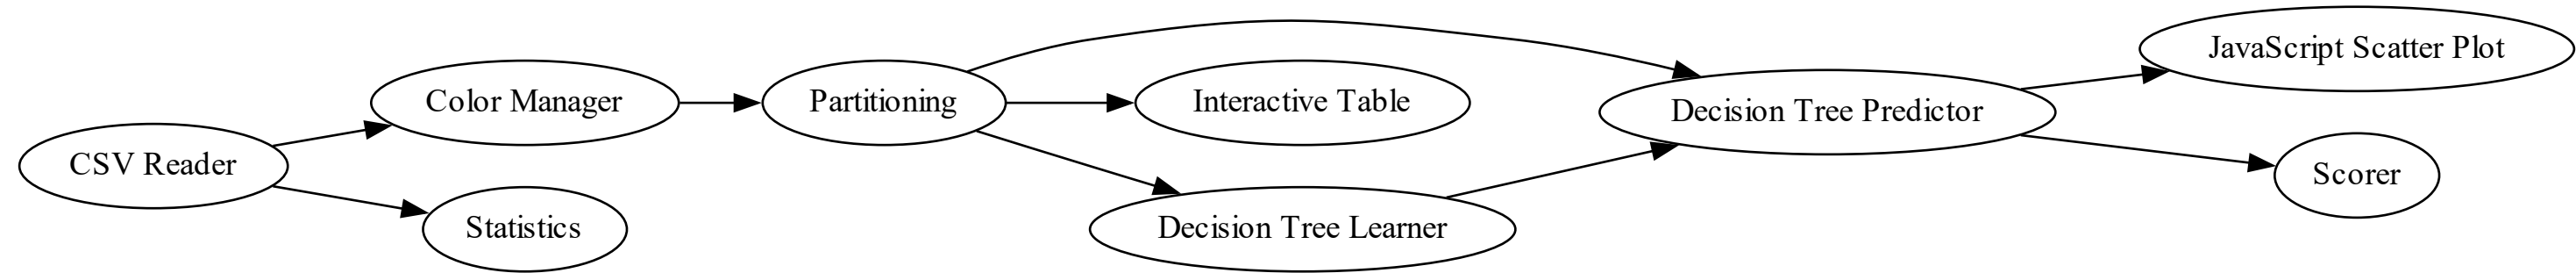 CSV Reader
Color Manager
Statistics
Partitioning
Interactive Table
Decision Tree Learner
Decision Tree Predictor
JavaScript Scatter Plot
Scorer